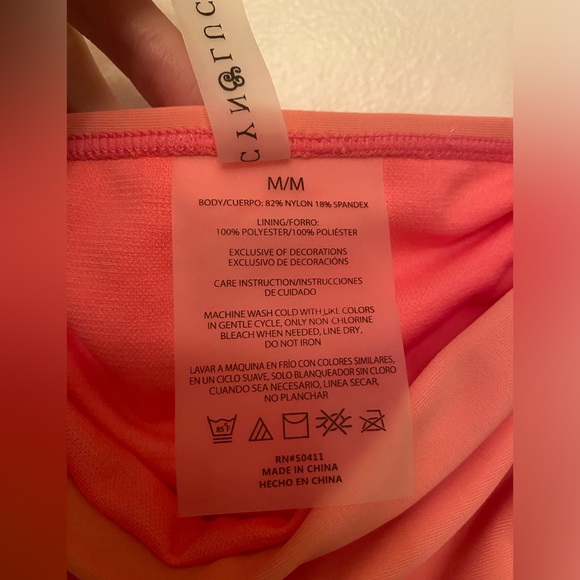 CYN&LUC
M/M
BODY/CUERPO: 82% NYLON 18% SPANDEX
LINING/FORRO:
100% POLYESTER/100% POLIÉSTER
EXCLUSIVE OF DECORATIONS
EXCLUSIVO DE DECORACIÓN
CARE INSTRUCTION/INSTRUCCIONES
DE CUIDADO
MACHINE WASH COLD WITH LIKE COLORS
IN GENTLE CYCLE, ONLY NON-CHLORINE
BLEACH WHEN NEEDED, LINE DRY,
DO NOT IRON
LAVAR A MÁQUINA EN FRÍO CON COLORES SIMILARES,
EN UN CICLO SUAVE, SOLO BLANQUEADOR SIN CLORO
CUANDO SEA NECESARIO, LINEA SECAR,
NO PLANCHAR
85°F
RN#50411
MADE IN CHINA
HECHO EN CHINA